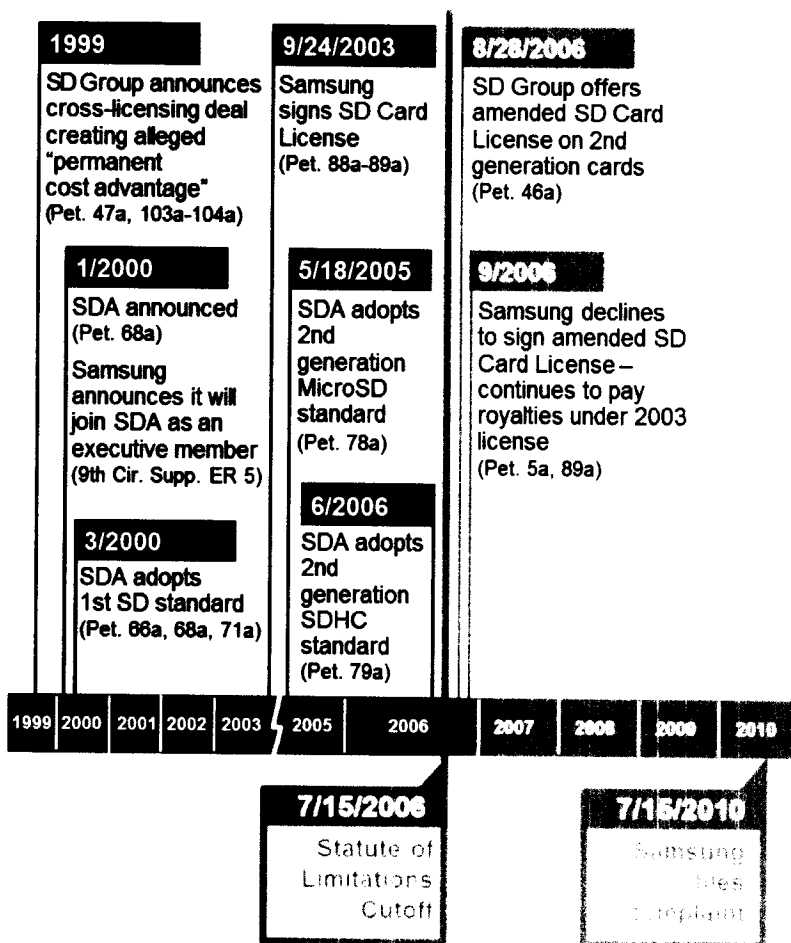 1999
SD Group announces
cross-licensing deal
creating alleged
"permanent
cost advantage"
(Pet. 47a, 103a-104a)
1/2000
SDA announced
(Pet. 68a)
Samsung
announces it will
join SDA as an
executive member
(9th Cir. Supp. ER 5)
3/2000
SDA adopts
1st SD standard
(Pet. 66a, 68a, 71a)
9/24/2003
Samsung
signs SD Card
License
(Pet. 88a-89a)
5/18/2005
SDA adopts
2nd
generation
MicroSD
standard
(Pet. 78a)
6/2006
SDA adopts
2nd
generation
SDHC
standard
(Pet. 79a)
8/28/2006
SD Group offers
amended SD Card
License on 2nd
generation cards
(Pet. 46a)
9/2006
Samsung declines
to sign amended SD
Card License –
continues to pay
royalties under 2003
license
(Pet. 5a, 89a)
1999 2000 2001 2002 2003 2005 2006 2007 2008 2009 2010
7/15/2006
Statute of
Limitations
Cutoff
7/15/2010
Samsung
files
complaint